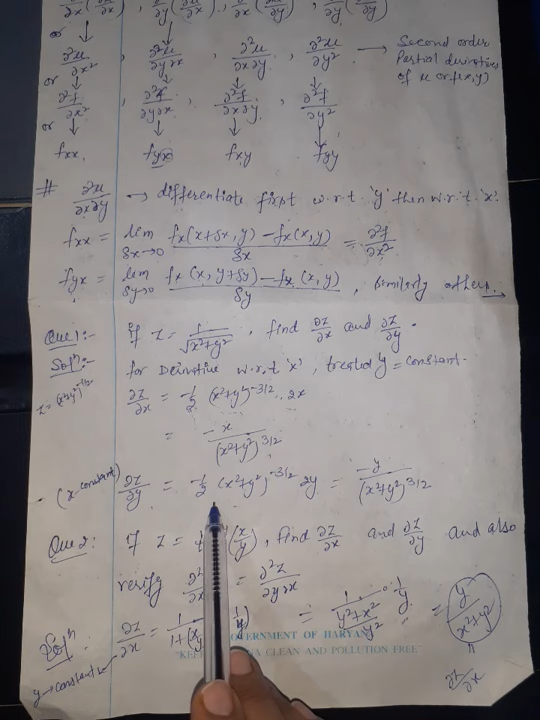 ∂/∂x (∂u/∂x), ∂/∂y (∂u/∂x), ∂/∂x (∂u/∂y), ∂/∂y (∂u/∂y)
or ↓ ↓
∂²u/∂x² , ∂²u/∂y∂x , ∂²u/∂x∂y , ∂²u/∂y² → Second order Partial derivatives of u or f(x,y)
or ↓ ↓ ↓ ↓
∂²f/∂x² , ∂²f/∂y∂x , ∂²f/∂x∂y , ∂²f/∂y²
or ↓ ↓ ↓ ↓
fxx, fyx fxy fyy
# ∂²u/∂x∂y → differentiate first w.r.t. 'y' then w.r.t. 'x'.
fxx = lim δx→0 fx(x+δx, y) - fx(x, y) / δx = ∂²f/∂x²
fyx = lim δy→0 fx(x, y+δy) - fx(x, y) / δy , similarly others
Que 1:- If z = 1/√(x²+y²) , find ∂z/∂x and ∂z/∂y .
Solⁿ:- for Derivative w.r.t 'x', treated y = constant.
z = (x²+y²)^-1/2
∂z/∂x = -1/2 (x²+y²)^-3/2 . 2x
= -x / (x²+y²)^3/2
(x constant) ∂z/∂y = -1/2 (x²+y²)^-3/2 2y = -y / (x²+y²)^3/2
Que 2: If z = (x/y), find ∂z/∂x and ∂z/∂y and also
verify = ∂²z/∂y∂x
Solⁿ: ∂z/∂x = 1/1+(x/y = 1/(y²+x²/y²) . 1/y = y/x²+y²
y → constant
∂z/∂x
GOVERNMENT OF HARYAN
"KEE A CLEAN AND POLLUTION FREE"